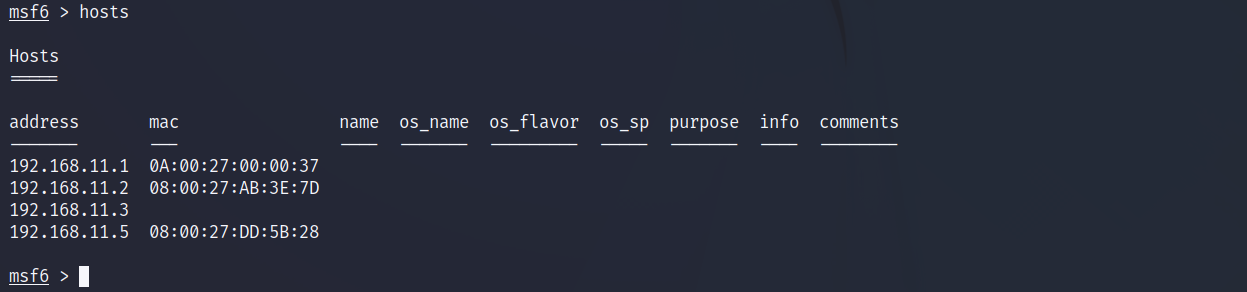 msf6 > hosts
Hosts
=====
address mac name os_name os_flavor os_sp purpose info comments
------- --- ---- ------- --------- ----- ------- ---- --------
192.168.11.1 0A:00:27:00:00:37
192.168.11.2 08:00:27:AB:3E:7D
192.168.11.3
192.168.11.5 08:00:27:DD:5B:28
msf6 >